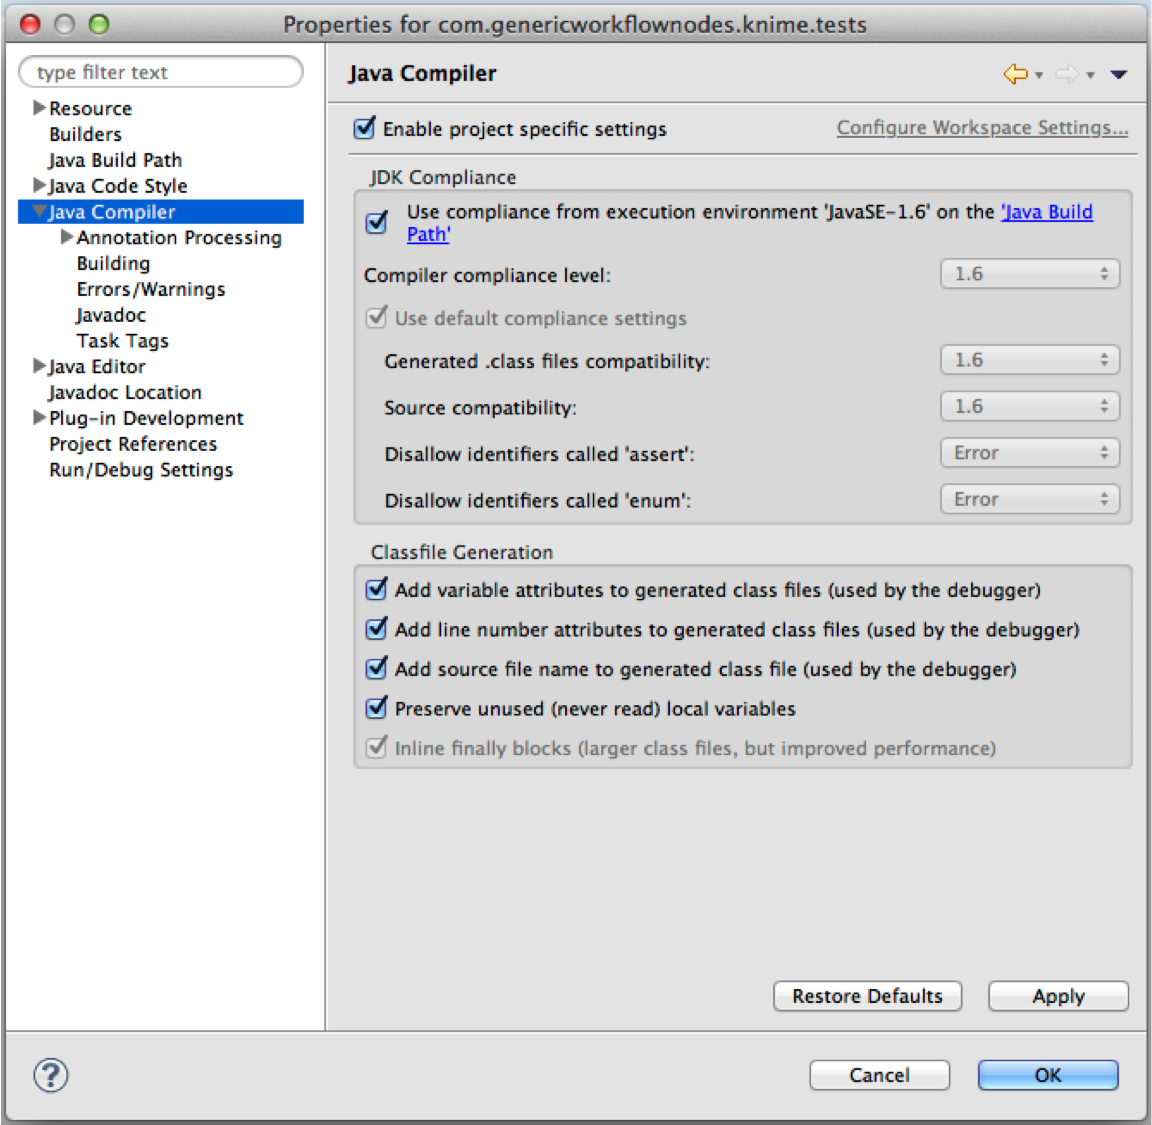 Properties for com.genericworkflownodes.knime.tests
type filter text
Resource
Builders
Java Build Path
Java Code Style
Java Compiler
Annotation Processing
Building
Errors/Warnings
Javadoc
Task Tags
Java Editor
Javadoc Location
Plug-in Development
Project References
Run/Debug Settings
Java Compiler
Enable project specific settings
Configure Workspace Settings...
JDK Compliance
Use compliance from execution environment 'JavaSE-1.6' on the 'Java Build
Path'
Compiler compliance level: 1.6
Use default compliance settings
Generated .class files compatibility: 1.6
Source compatibility: 1.6
Disallow identifiers called 'assert': Error
Disallow identifiers called 'enum': Error
Classfile Generation
Add variable attributes to generated class files (used by the debugger)
Add line number attributes to generated class files (used by the debugger)
Add source file name to generated class file (used by the debugger)
Preserve unused (never read) local variables
Inline finally blocks (larger class files, but improved performance)
Restore Defaults Apply
? Cancel OK